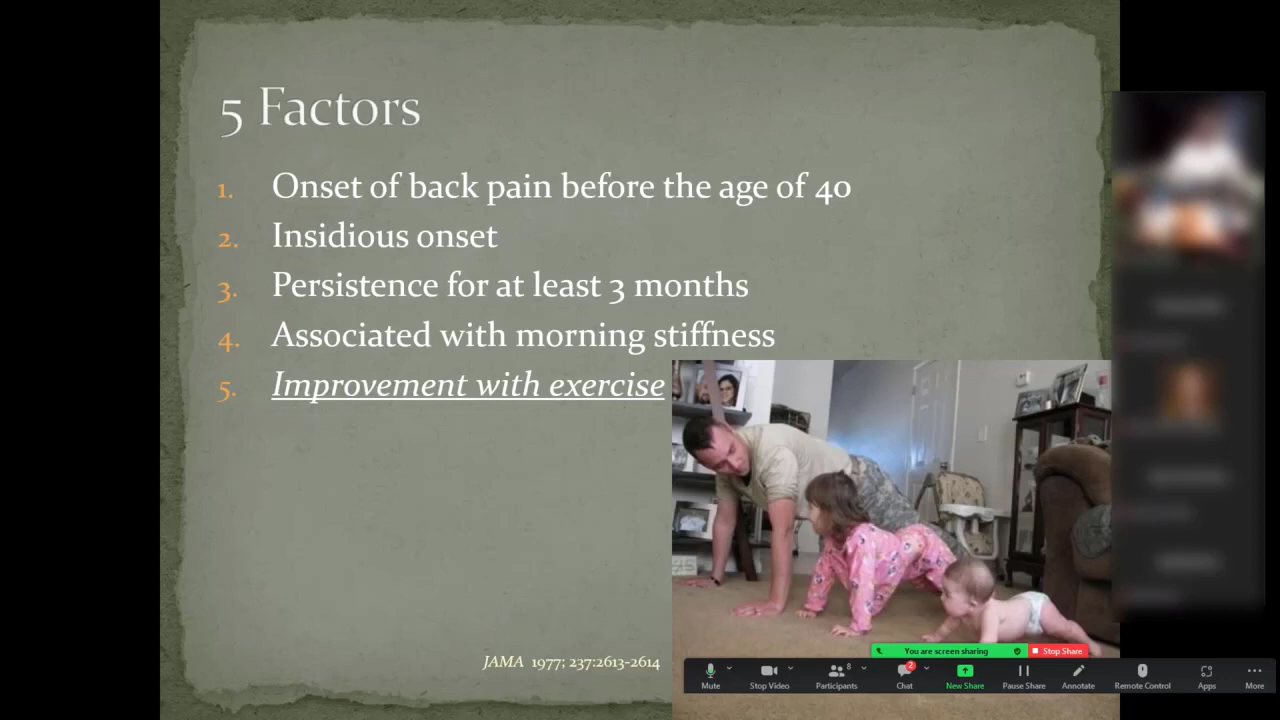 5 Factors
1. Onset of back pain before the age of 40
2. Insidious onset
3. Persistence for at least 3 months
4. Associated with morning stiffness
5. Improvement with exercise
JAMA 1977; 237:2613-2614
You are screen sharing
Stop Share
8
2
Mute
Stop Video
Participants
Chat
New Share
Pause Share
Annotate
Remote Control
Apps
More